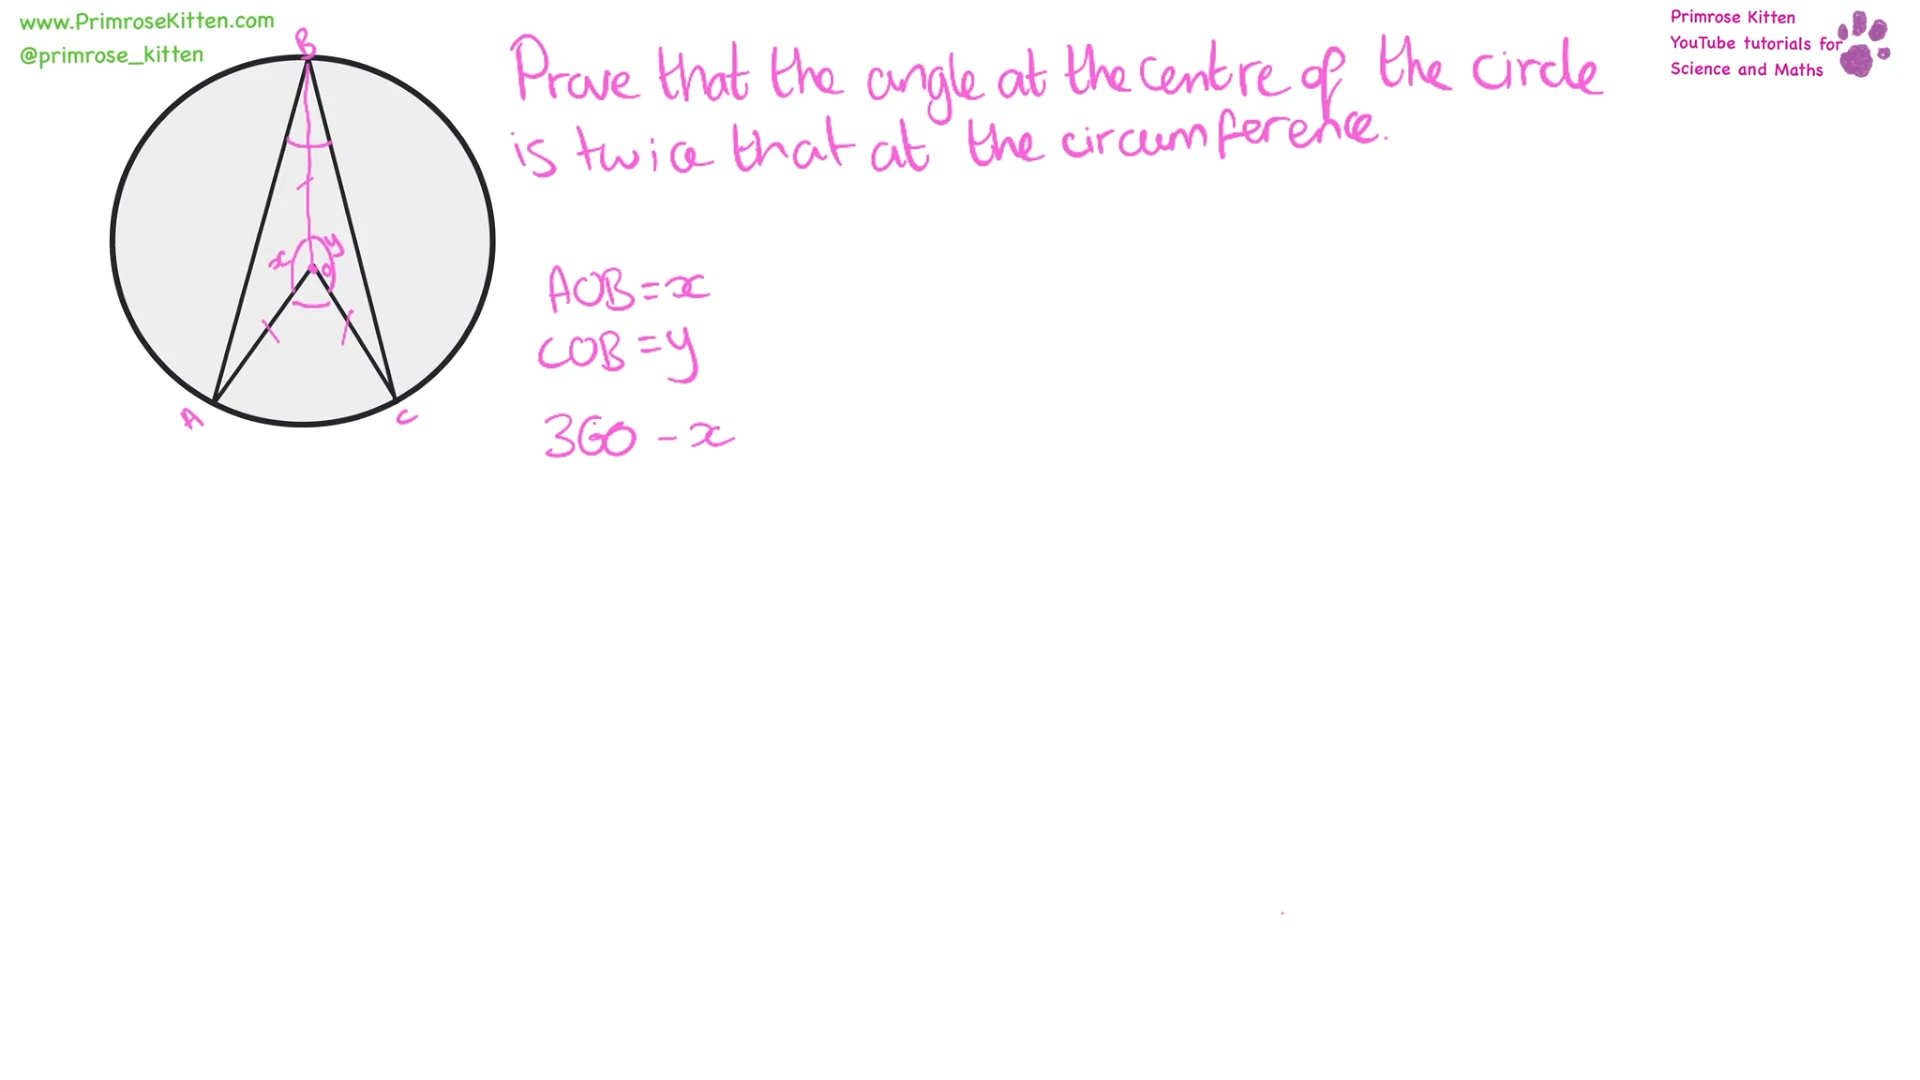 www.PrimroseKitten.com
@primrose_kitten
Primrose Kitten
YouTube tutorials for
Science and Maths
Prove that the angle at the centre of the circle
is twice that at the circumference.
B
x
y
O
A
C
AOB = x
COB = y
360 - x